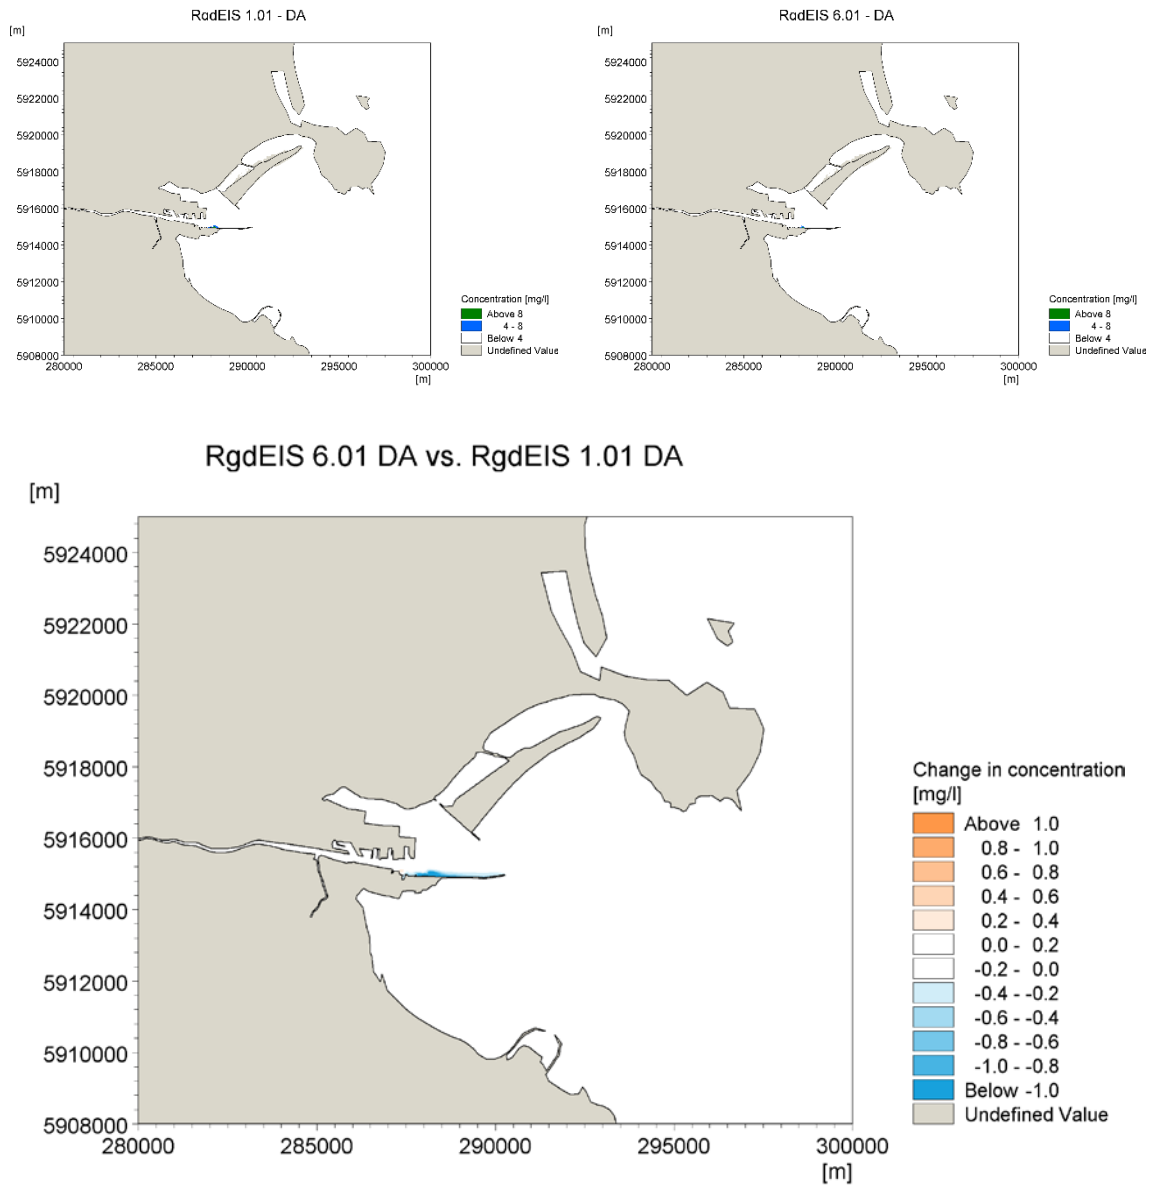 RgdEIS 1.01 - DA
[m]
5924000
5922000
5920000
5918000
5916000
5914000
5912000
5910000
5908000
280000 285000 290000 295000 300000
[m]
Concentration [mg/l]
Above 8
4 - 8
Below 4
Undefined Value
RgdEIS 6.01 - DA
[m]
5924000
5922000
5920000
5918000
5916000
5914000
5912000
5910000
5908000
280000 285000 290000 295000 300000
[m]
Concentration [mg/l]
Above 8
4 - 8
Below 4
Undefined Value
RgdEIS 6.01 DA vs. RgdEIS 1.01 DA
[m]
5924000
5922000
5920000
5918000
5916000
5914000
5912000
5910000
5908000
280000 285000 290000 295000 300000
[m]
Change in concentration
[mg/l]
Above 1.0
0.8 - 1.0
0.6 - 0.8
0.4 - 0.6
0.2 - 0.4
0.0 - 0.2
-0.2 - 0.0
-0.4 - -0.2
-0.6 - -0.4
-0.8 - -0.6
-1.0 - -0.8
Below -1.0
Undefined Value